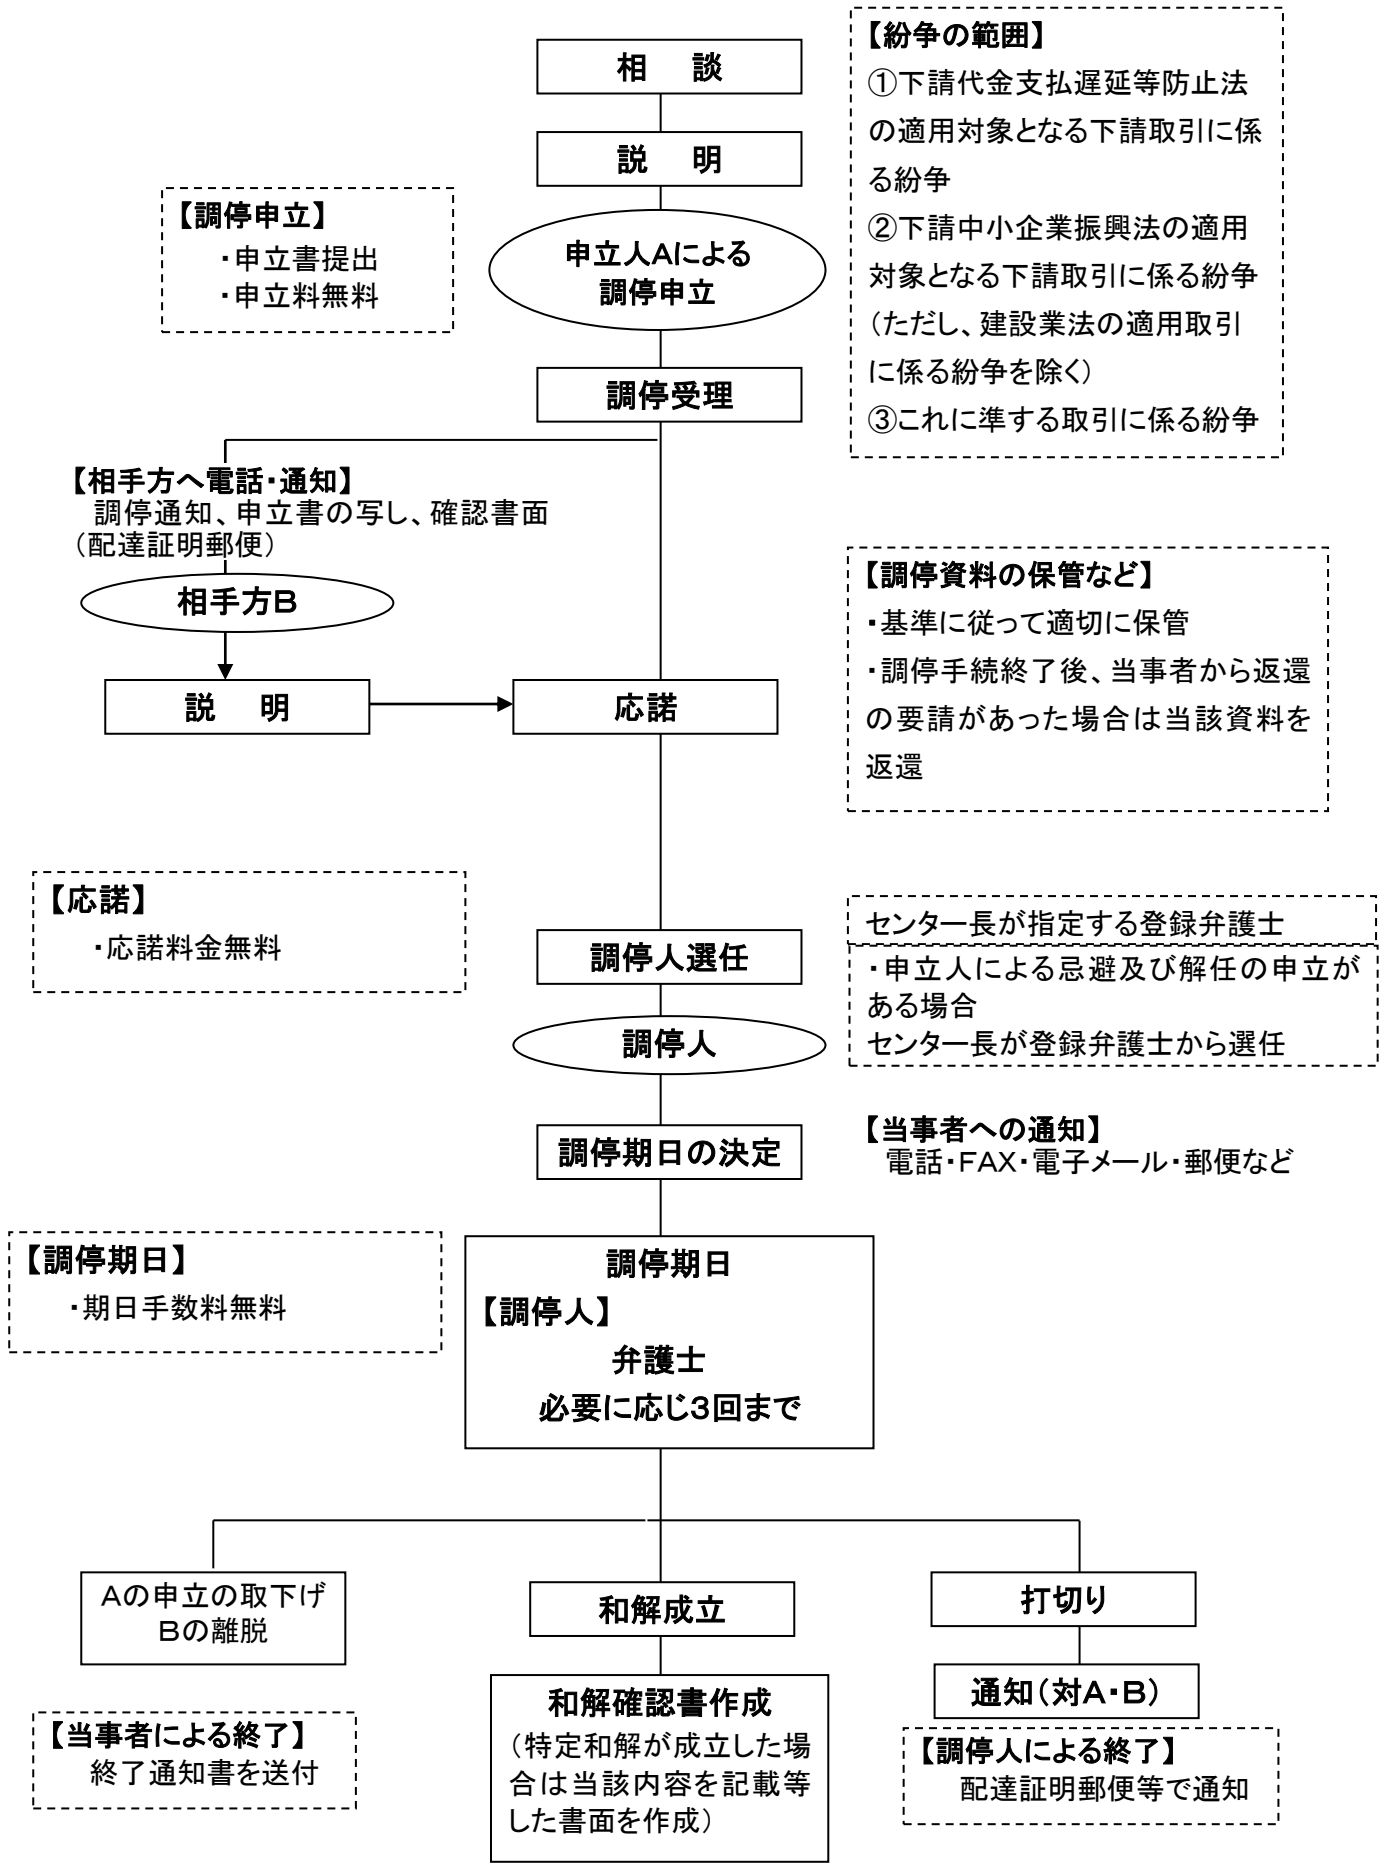 相　談
説　明
【紛争の範囲】
①下請代金支払遅延等防止法
の適用対象となる下請取引に係
る紛争
②下請中小企業振興法の適用
対象となる下請取引に係る紛争
（ただし、建設業法の適用取引
に係る紛争を除く）
③これに準する取引に係る紛争
【調停申立】
・申立書提出
・申立料無料
申立人Aによる
調停申立
調停受理
【相手方へ電話・通知】
調停通知、申立書の写し、確認書面
（配達証明郵便）
相手方B
説　明
応諾
【調停資料の保管など】
・基準に従って適切に保管
・調停手続終了後、当事者から返還
の要請があった場合は当該資料を
返還
【応諾】
・応諾料金無料
調停人選任
センター長が指定する登録弁護士
・申立人による忌避及び解任の申立が
ある場合
センター長が登録弁護士から選任
調停人
調停期日の決定
【当事者への通知】
電話・FAX・電子メール・郵便など
【調停期日】
・期日手数料無料
調停期日
【調停人】
弁護士
必要に応じ3回まで
Aの申立の取下げ
Bの離脱
和解成立
打切り
【当事者による終了】
終了通知書を送付
和解確認書作成
（特定和解が成立した場
合は当該内容を記載等
した書面を作成）
通知（対A・B）
【調停人による終了】
配達証明郵便等で通知